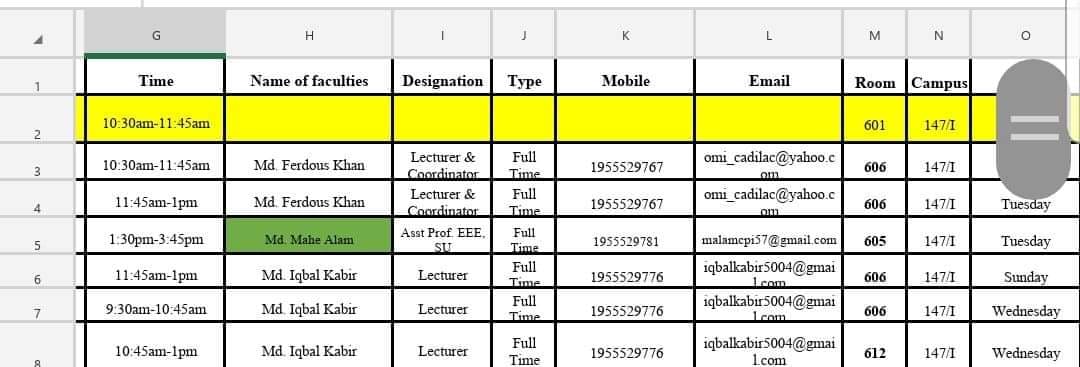 G H I J K L M N O
1 Time Name of faculties Designation Type Mobile Email Room Campus
2 10:30am-11:45am 601 147/I
3 10:30am-11:45am Md. Ferdous Khan Lecturer & Coordinator Full Time 1955529767 omi_cadilac@yahoo.c om 606 147/I
4 11:45am-1pm Md. Ferdous Khan Lecturer & Coordinator Full Time 1955529767 omi_cadilac@yahoo.c om 606 147/I Tuesday
5 1:30pm-3:45pm Md. Mahe Alam Asst Prof. EEE, SU Full Time 1955529781 malamcpi57@gmail.com 605 147/I Tuesday
6 11:45am-1pm Md. Iqbal Kabir Lecturer Full Time 1955529776 iqbalkabir5004@gmai l.com 606 147/I Sunday
7 9:30am-10:45am Md. Iqbal Kabir Lecturer Full Time 1955529776 iqbalkabir5004@gmai l.com 606 147/I Wednesday
8 10:45am-1pm Md. Iqbal Kabir Lecturer Full Time 1955529776 iqbalkabir5004@gmai l.com 612 147/I Wednesday